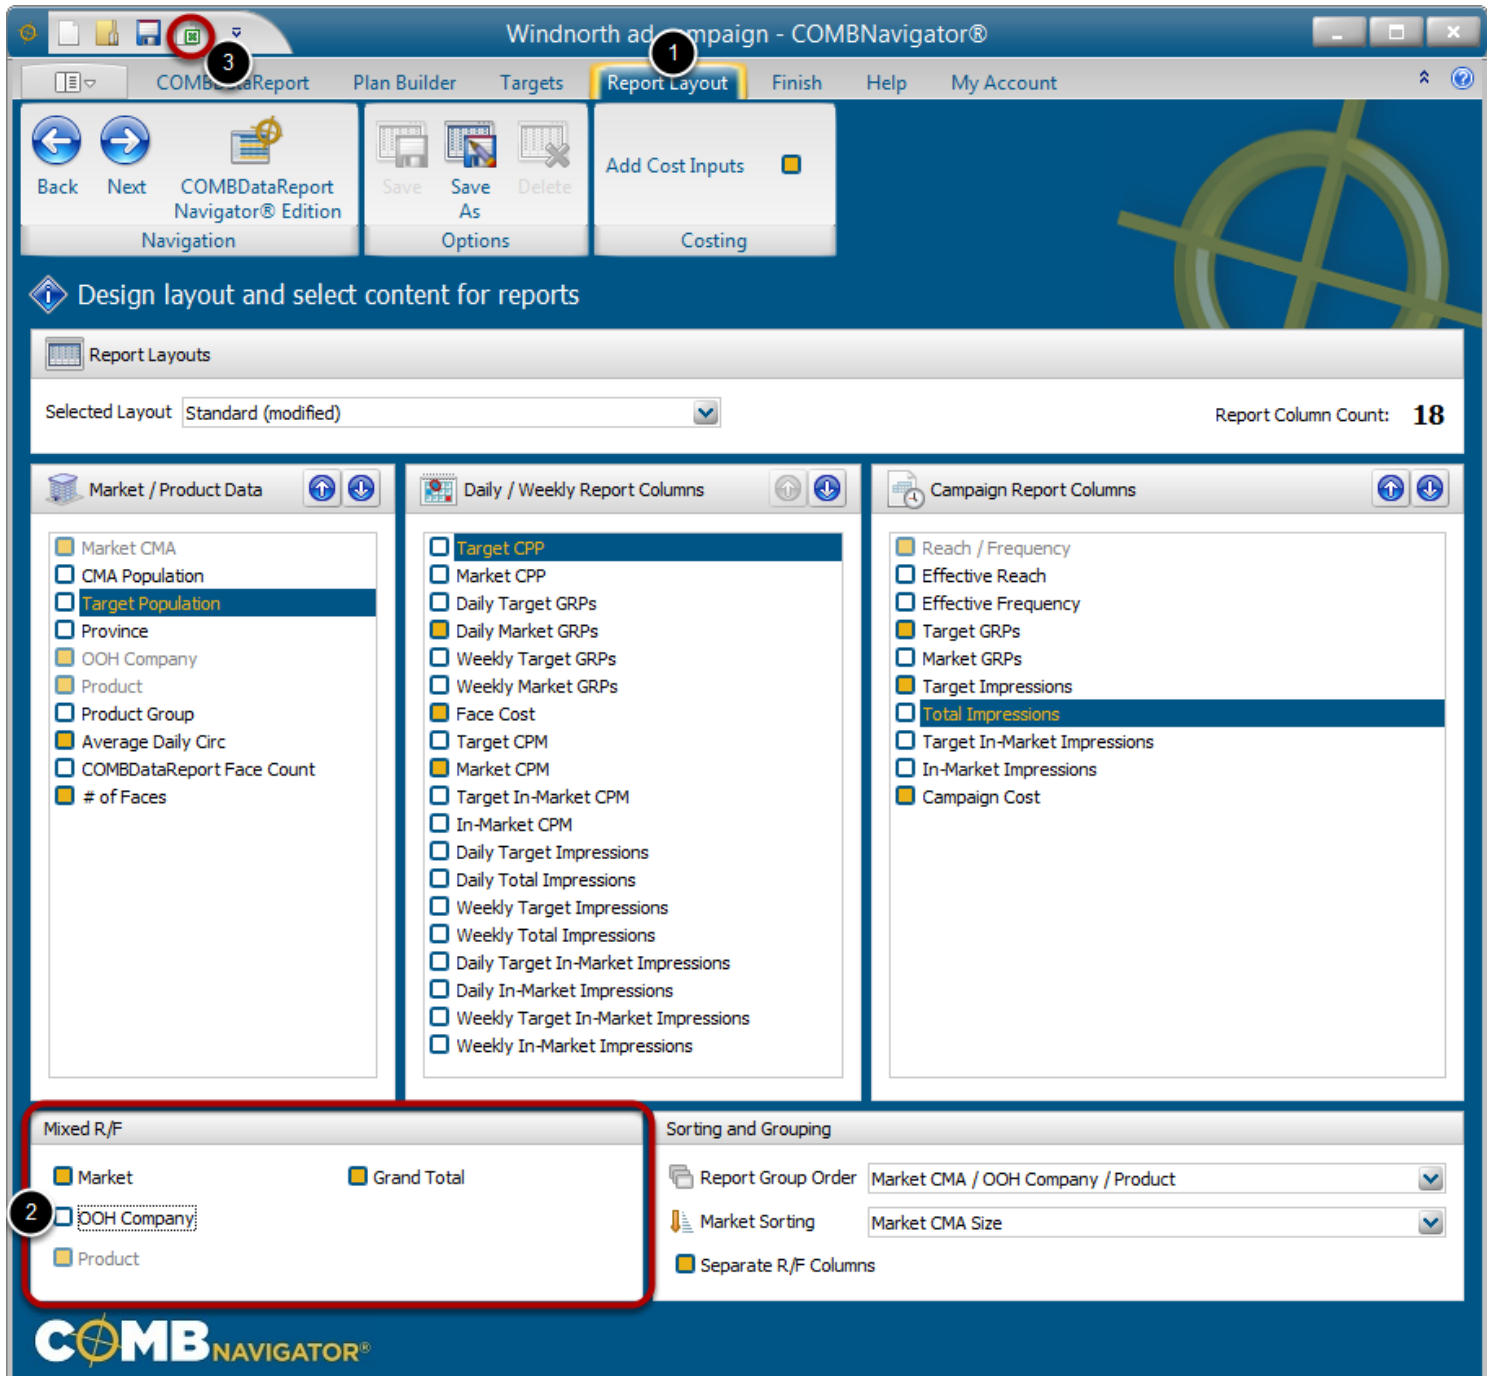 Windnorth ad campaign - COMBNavigator®
3
1
COMBDataReport Plan Builder Targets Report Layout Finish Help My Account
Back Next COMBDataReport Navigator® Edition
Navigation
Save Save As Delete
Options
Add Cost Inputs
Costing
Design layout and select content for reports
Report Layouts
Selected Layout Standard (modified)
Report Column Count: 18
Market / Product Data
Market CMA
CMA Population
Target Population
Province
OOH Company
Product
Product Group
Average Daily Circ
COMBDataReport Face Count
# of Faces
Daily / Weekly Report Columns
Target CPP
Market CPP
Daily Target GRPs
Daily Market GRPs
Weekly Target GRPs
Weekly Market GRPs
Face Cost
Target CPM
Market CPM
Target In-Market CPM
In-Market CPM
Daily Target Impressions
Daily Total Impressions
Weekly Target Impressions
Weekly Total Impressions
Daily Target In-Market Impressions
Daily In-Market Impressions
Weekly Target In-Market Impressions
Weekly In-Market Impressions
Campaign Report Columns
Reach / Frequency
Effective Reach
Effective Frequency
Target GRPs
Market GRPs
Target Impressions
Total Impressions
Target In-Market Impressions
In-Market Impressions
Campaign Cost
Mixed R/F
Market
Grand Total
2
OOH Company
Product
Sorting and Grouping
Report Group Order Market CMA / OOH Company / Product
Market Sorting Market CMA Size
Separate R/F Columns
COMB NAVIGATOR®